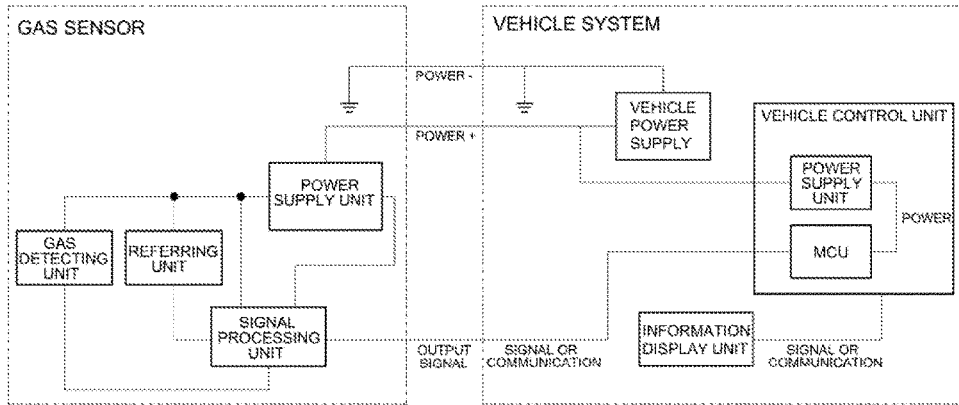 GAS SENSOR
VEHICLE SYSTEM
POWER -
POWER +
VEHICLE
POWER
SUPPLY
VEHICLE CONTROL UNIT
POWER
SUPPLY
UNIT
POWER
MCU
POWER
SUPPLY UNIT
GAS
DETECTING
UNIT
REFERRING
UNIT
SIGNAL
PROCESSING
UNIT
OUTPUT
SIGNAL
SIGNAL OR
COMMUNICATION
INFORMATION
DISPLAY UNIT
SIGNAL OR
COMMUNICATION